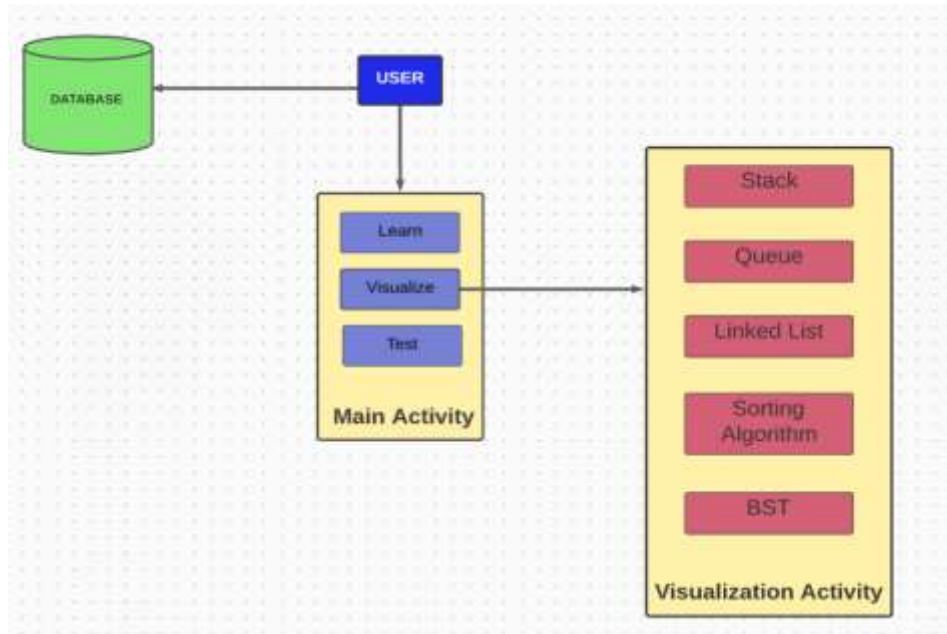 DATABASE
USER
Learn
Visualize
Test
Main Activity
Stack
Queue
Linked List
Sorting
Algorithm
BST
Visualization Activity